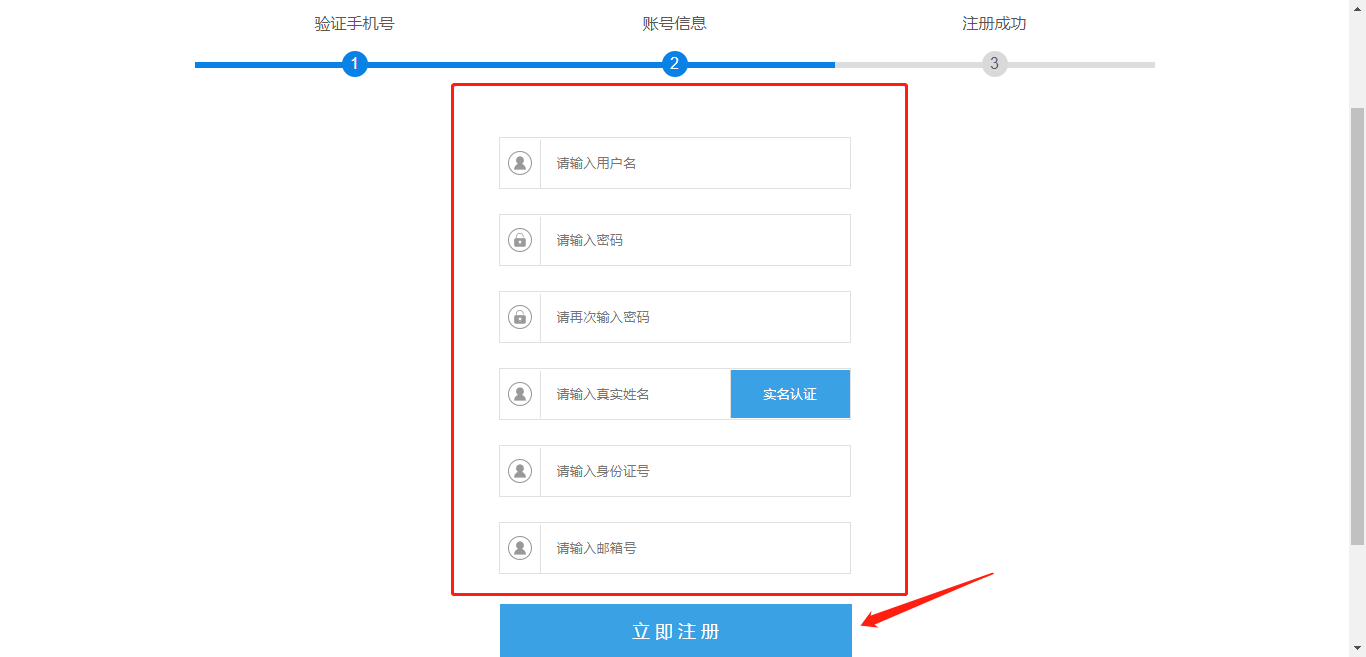 验证手机号
账号信息
注册成功
1
2
3
请输入用户名
请输入密码
请再次输入密码
请输入真实姓名
实名认证
请输入身份证号
请输入邮箱号
立即注册